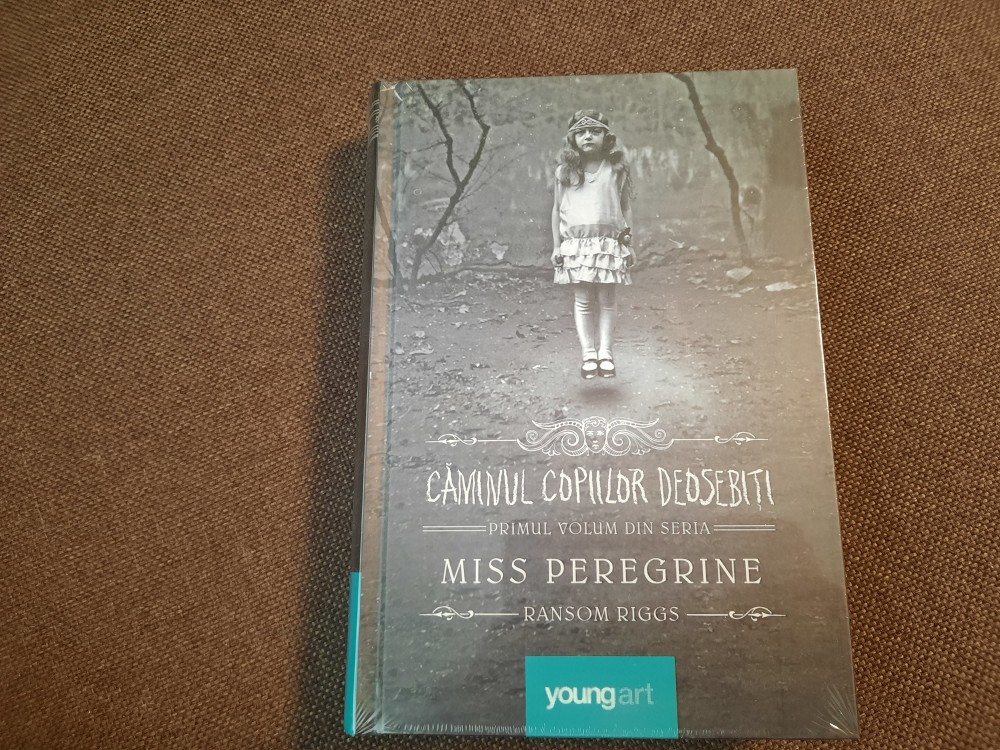 CĂMINUL COPIILOR DEOSEBIȚI
PRIMUL VOLUM DIN SERIA
MISS PEREGRINE
RANSOM RIGGS
youngart